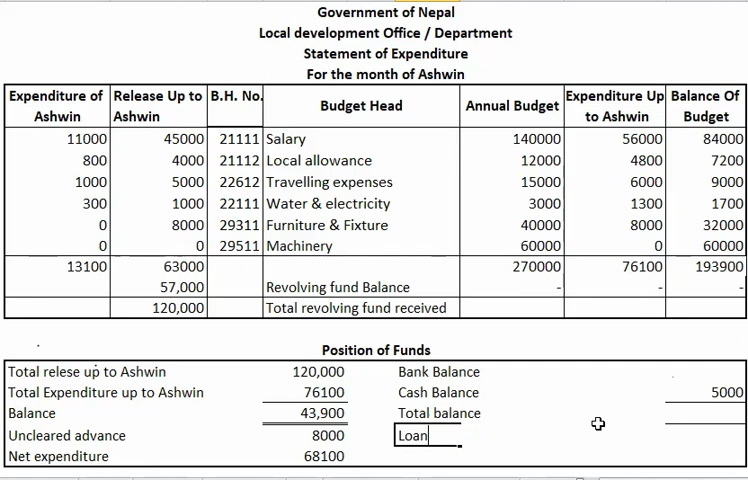 Government of Nepal
Local development Office / Department
Statement of Expenditure
For the month of Ashwin
Expenditure of Ashwin Release Up to Ashwin B.H. No. Budget Head Annual Budget Expenditure Up to Ashwin Balance Of Budget
11000 45000 21111 Salary 140000 56000 84000
800 4000 21112 Local allowance 12000 4800 7200
1000 5000 22612 Travelling expenses 15000 6000 9000
300 1000 22111 Water & electricity 3000 1300 1700
0 8000 29311 Furniture & Fixture 40000 8000 32000
0 0 29511 Machinery 60000 0 60000
13100 63000 270000 76100 193900
57,000 Revolving fund Balance - - -
120,000 Total revolving fund received
Position of Funds
Total relese up to Ashwin 120,000 Bank Balance
Total Expenditure up to Ashwin 76100 Cash Balance 5000
Balance 43,900 Total balance
Uncleared advance 8000 Loan
Net expenditure 68100